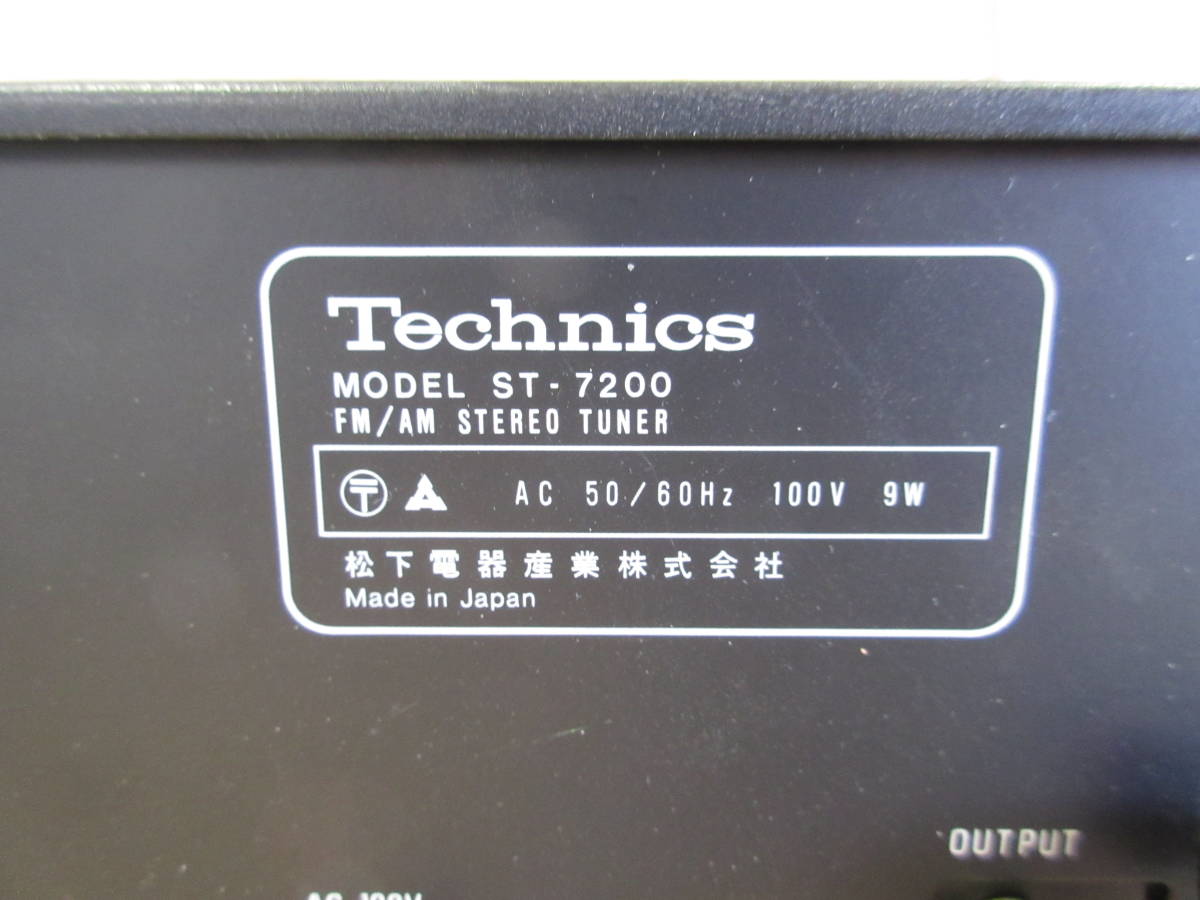 Technics
MODEL ST-7200
FM/AM STEREO TUNER
AC 50/60Hz 100V 9W
松下電器産業株式会社
Made in Japan
OUTPUT